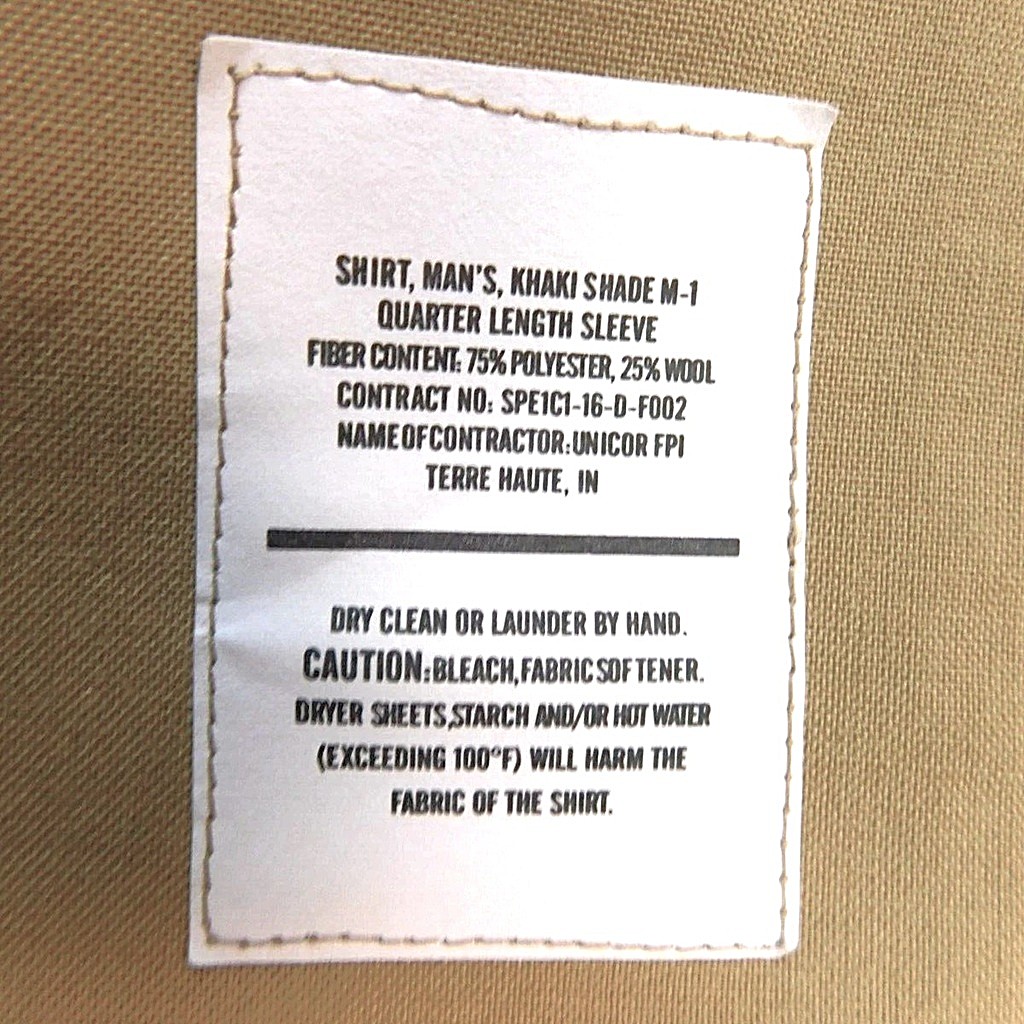 SHIRT, MAN'S, KHAKI SHADE M-1
QUARTER LENGTH SLEEVE
FIBER CONTENT: 75% POLYESTER, 25% WOOL
CONTRACT NO: SPE1C1-16-D-F002
NAME OF CONTRACTOR: UNICOR FPI
TERRE HAUTE, IN
DRY CLEAN OR LAUNDER BY HAND.
CAUTION: BLEACH, FABRIC SOFTENER.
DRYER SHEETS, STARCH AND/OR HOT WATER
(EXCEEDING 100°F) WILL HARM THE
FABRIC OF THE SHIRT.